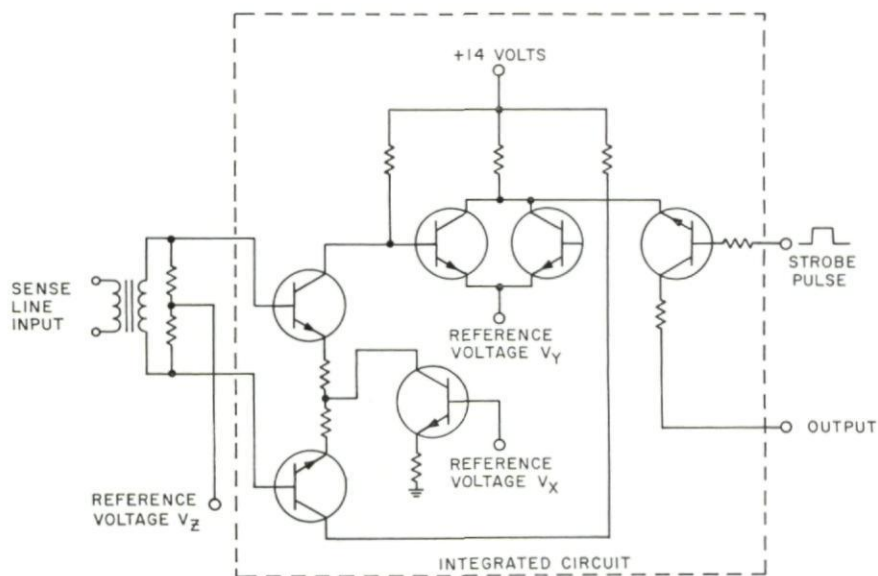 +14 VOLTS
SENSE
LINE
INPUT
STROBE
PULSE
REFERENCE
VOLTAGE VY
OUTPUT
REFERENCE
VOLTAGE VX
REFERENCE
VOLTAGE VZ
INTEGRATED CIRCUIT